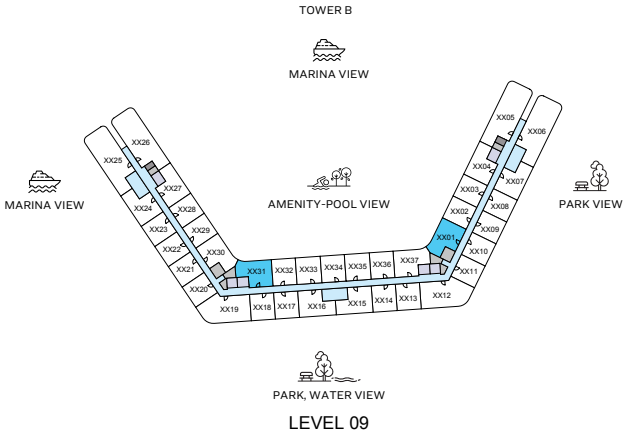 TOWER B
MARINA VIEW
XX05
XX06
XX26
XX25
XX04
XX07
XX27
XX03
XX24
XX28
XX02
XX08
MARINA VIEW
AMENITY-POOL VIEW
PARK VIEW
XX23
XX29
XX01
XX09
XX22
XX30
XX10
XX21
XX31
XX32
XX33
XX34
XX35
XX36
XX37
XX11
XX20
XX19
XX18
XX17
XX16
XX15
XX14
XX13
XX12
PARK, WATER VIEW
LEVEL 09